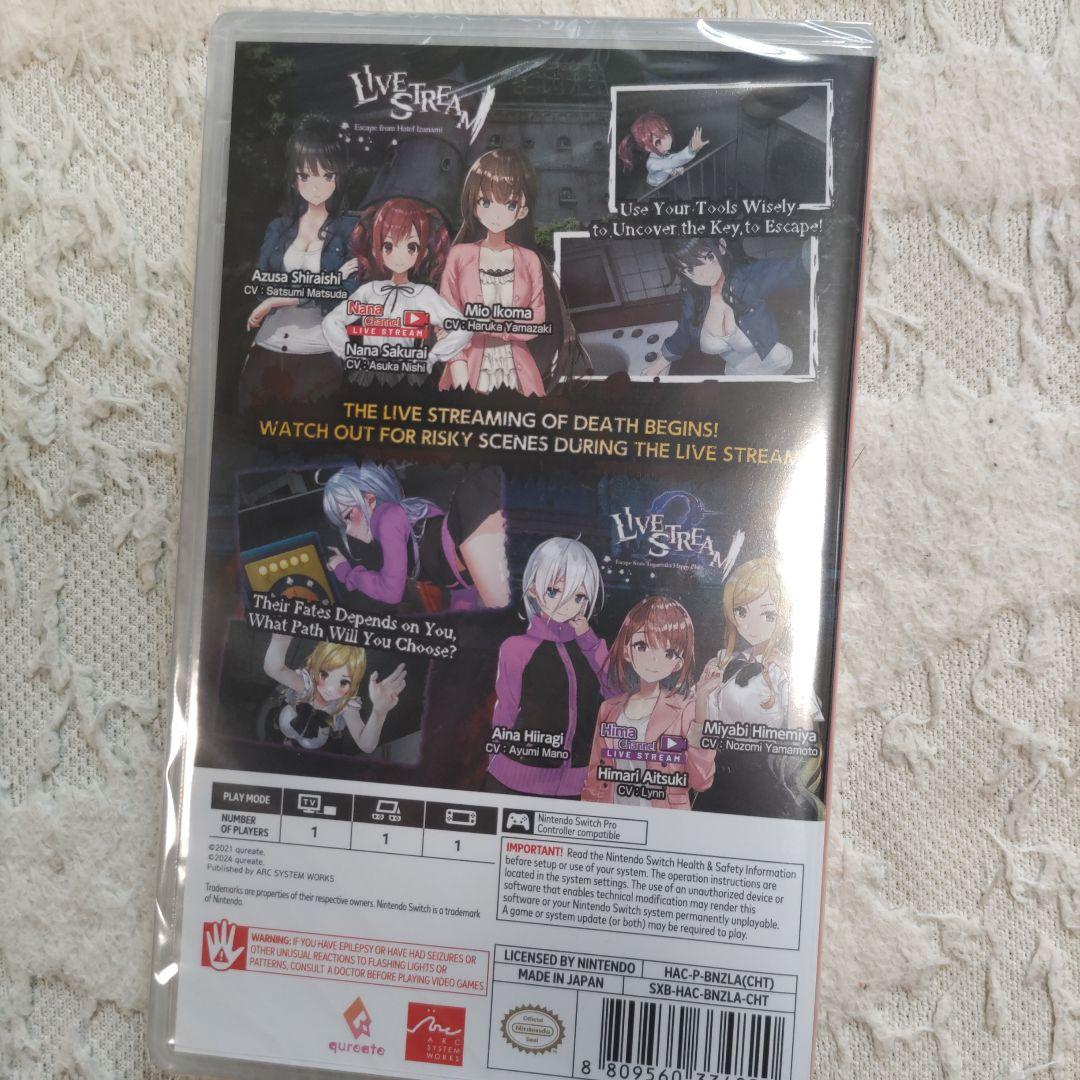 LIVESTREAM
Escape from Hotel Izanami
Use Your Tools Wisely
to Uncover the Key, to Escape!
Azusa Shiraishi
CV : Satsumi Matsuda
Nana
Channel
LIVE STREAM
Nana Sakurai
CV : Asuka Nishi
Mio Ikoma
CV : Haruka Yamazaki
THE LIVE STREAMING OF DEATH BEGINS!
WATCH OUT FOR RISKY SCENES DURING THE LIVE STREAM
LIVESTREAM 2
Escape from Togenkyo Happy Place
Their Fates Depends on You,
What Path Will You Choose?
Aina Hiiragi
CV : Ayumi Mano
Hima
Channel
LIVE STREAM
Himari Aitsuki
CV : Lynn
Miyabi Himemiya
CV : Nozomi Yamamoto
PLAY MODE
TV
NUMBER
OF PLAYERS
1
1
1
Nintendo Switch Pro
Controller compatible
©2021 qureate.
©2024 qureate.
Published by ARC SYSTEM WORKS
Trademarks are properties of their respective owners. Nintendo Switch is a trademark
of Nintendo.
IMPORTANT! Read the Nintendo Switch Health & Safety Information
before setup or use of your system. The operation instructions are
located in the system settings. The use of an unauthorized device or
software that enables technical modification may render this
software or your Nintendo Switch system permanently unplayable.
A game or system update (or both) may be required to play.
WARNING: IF YOU HAVE EPILEPSY OR HAVE HAD SEIZURES OR
OTHER UNUSUAL REACTIONS TO FLASHING LIGHTS OR
PATTERNS, CONSULT A DOCTOR BEFORE PLAYING VIDEO GAMES.
LICENSED BY NINTENDO
HAC-P-BNZLA(CHT)
MADE IN JAPAN
SXB-HAC-BNZLA-CHT
qureate
ARC
SYSTEM
WORKS
Official
Nintendo
Seal
8 809560